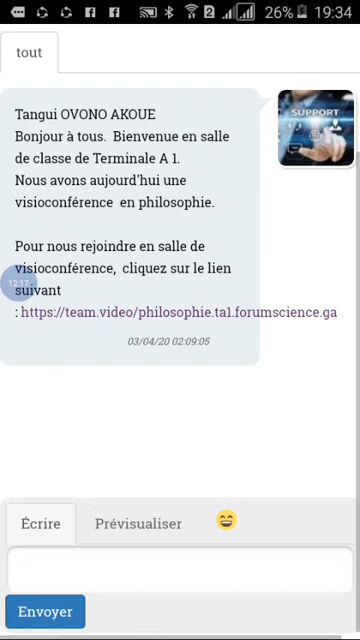 26% 19:34
tout
SUPPORT
Tangui OVONO AKOUE
Bonjour à tous. Bienvenue en salle
de classe de Terminale A 1.
Nous avons aujourd'hui une
visioconférence en philosophie.
Pour nous rejoindre en salle de
visioconférence, cliquez sur le lien
12:17
suivant
: https://team.video/philosophie.ta1.forumscience.ga
03/04/20 02:09:05
Écrire Prévisualiser
Envoyer